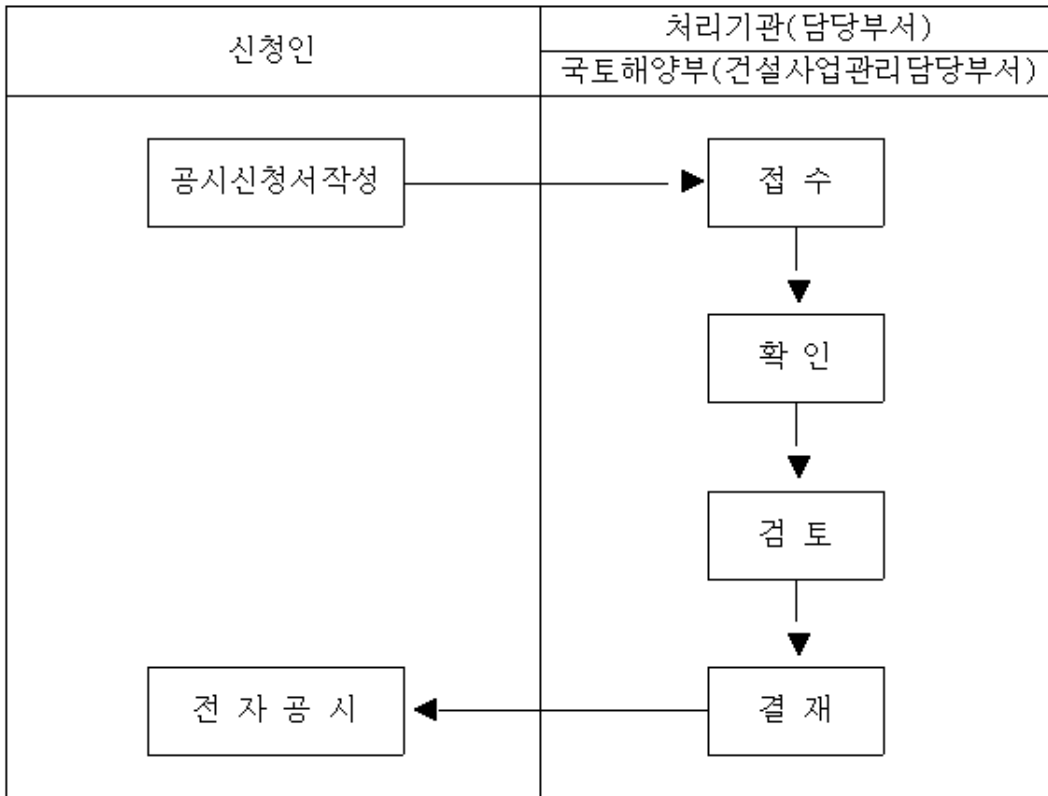 신청인
처리기관(담당부서)
국토해양부(건설사업관리담당부서)
공시신청서작성
접 수
확 인
검 토
결 재
전 자 공 시